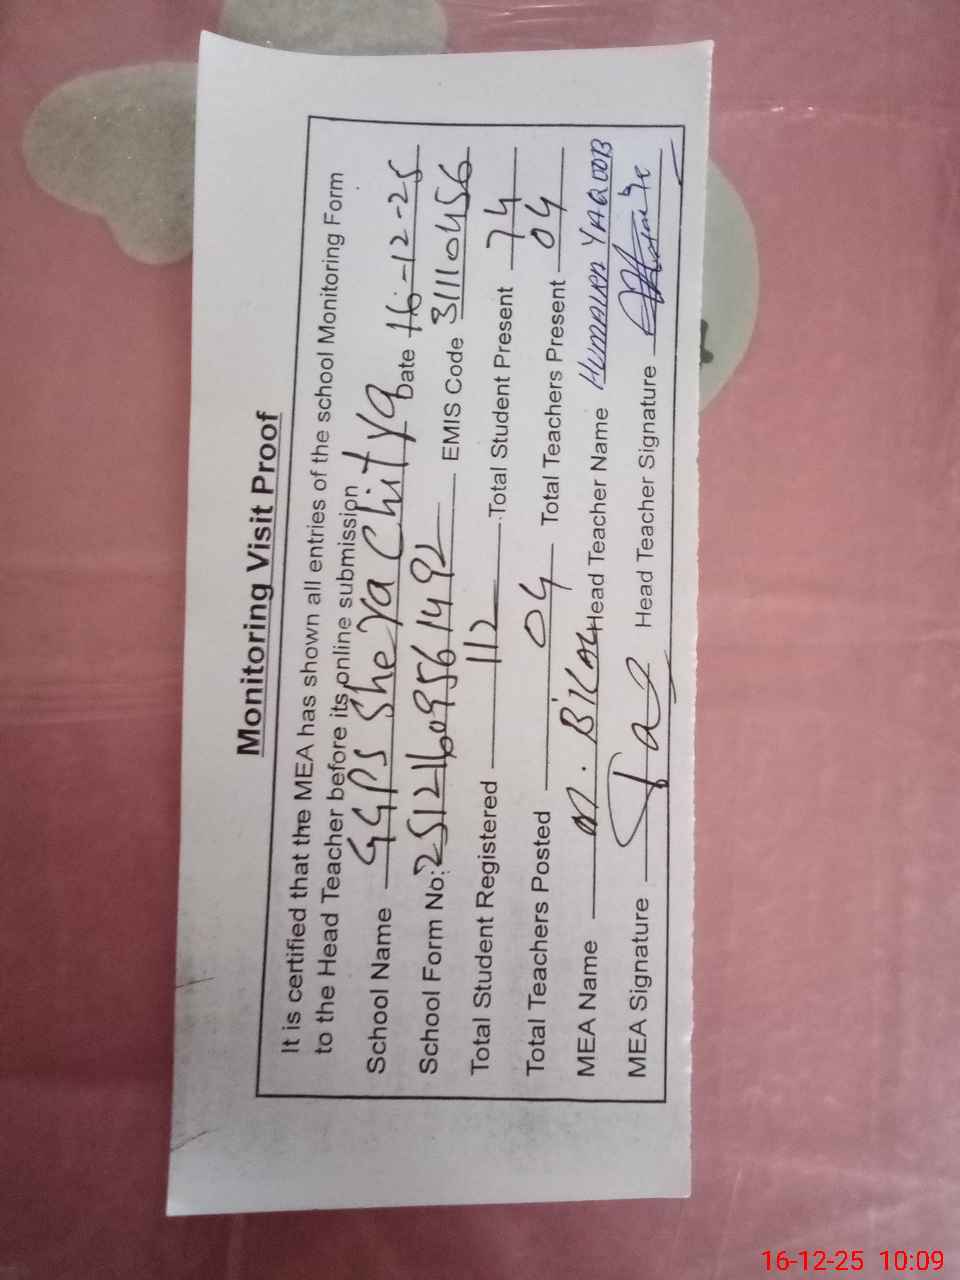 Monitoring Visit Proof
It is certified that the MEA has shown all entries of the school Monitoring Form
to the Head Teacher before its online submission
School Name GGPS Shera Chitya Date 16-12-25
School Form No: 251216095614 92 EMIS Code 31110456
Total Student Registered 112 Total Student Present 74
Total Teachers Posted 04 Total Teachers Present 04
MEA Name M. Bilal Head Teacher Name HUMAIRA YAQOOB
MEA Signature Head Teacher Signature
16-12-25 10:09